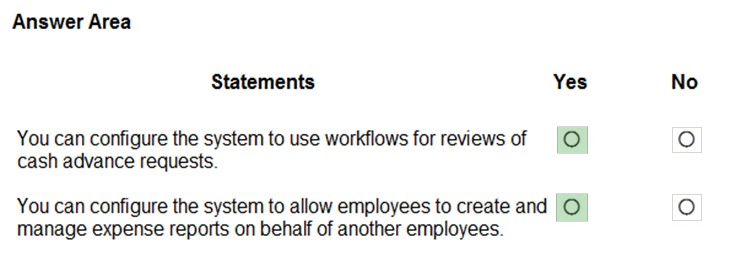 Answer Area
Statements Yes No
You can configure the system to use workflows for reviews of
cash advance requests.
You can configure the system to allow employees to create and
manage expense reports on behalf of another employees.